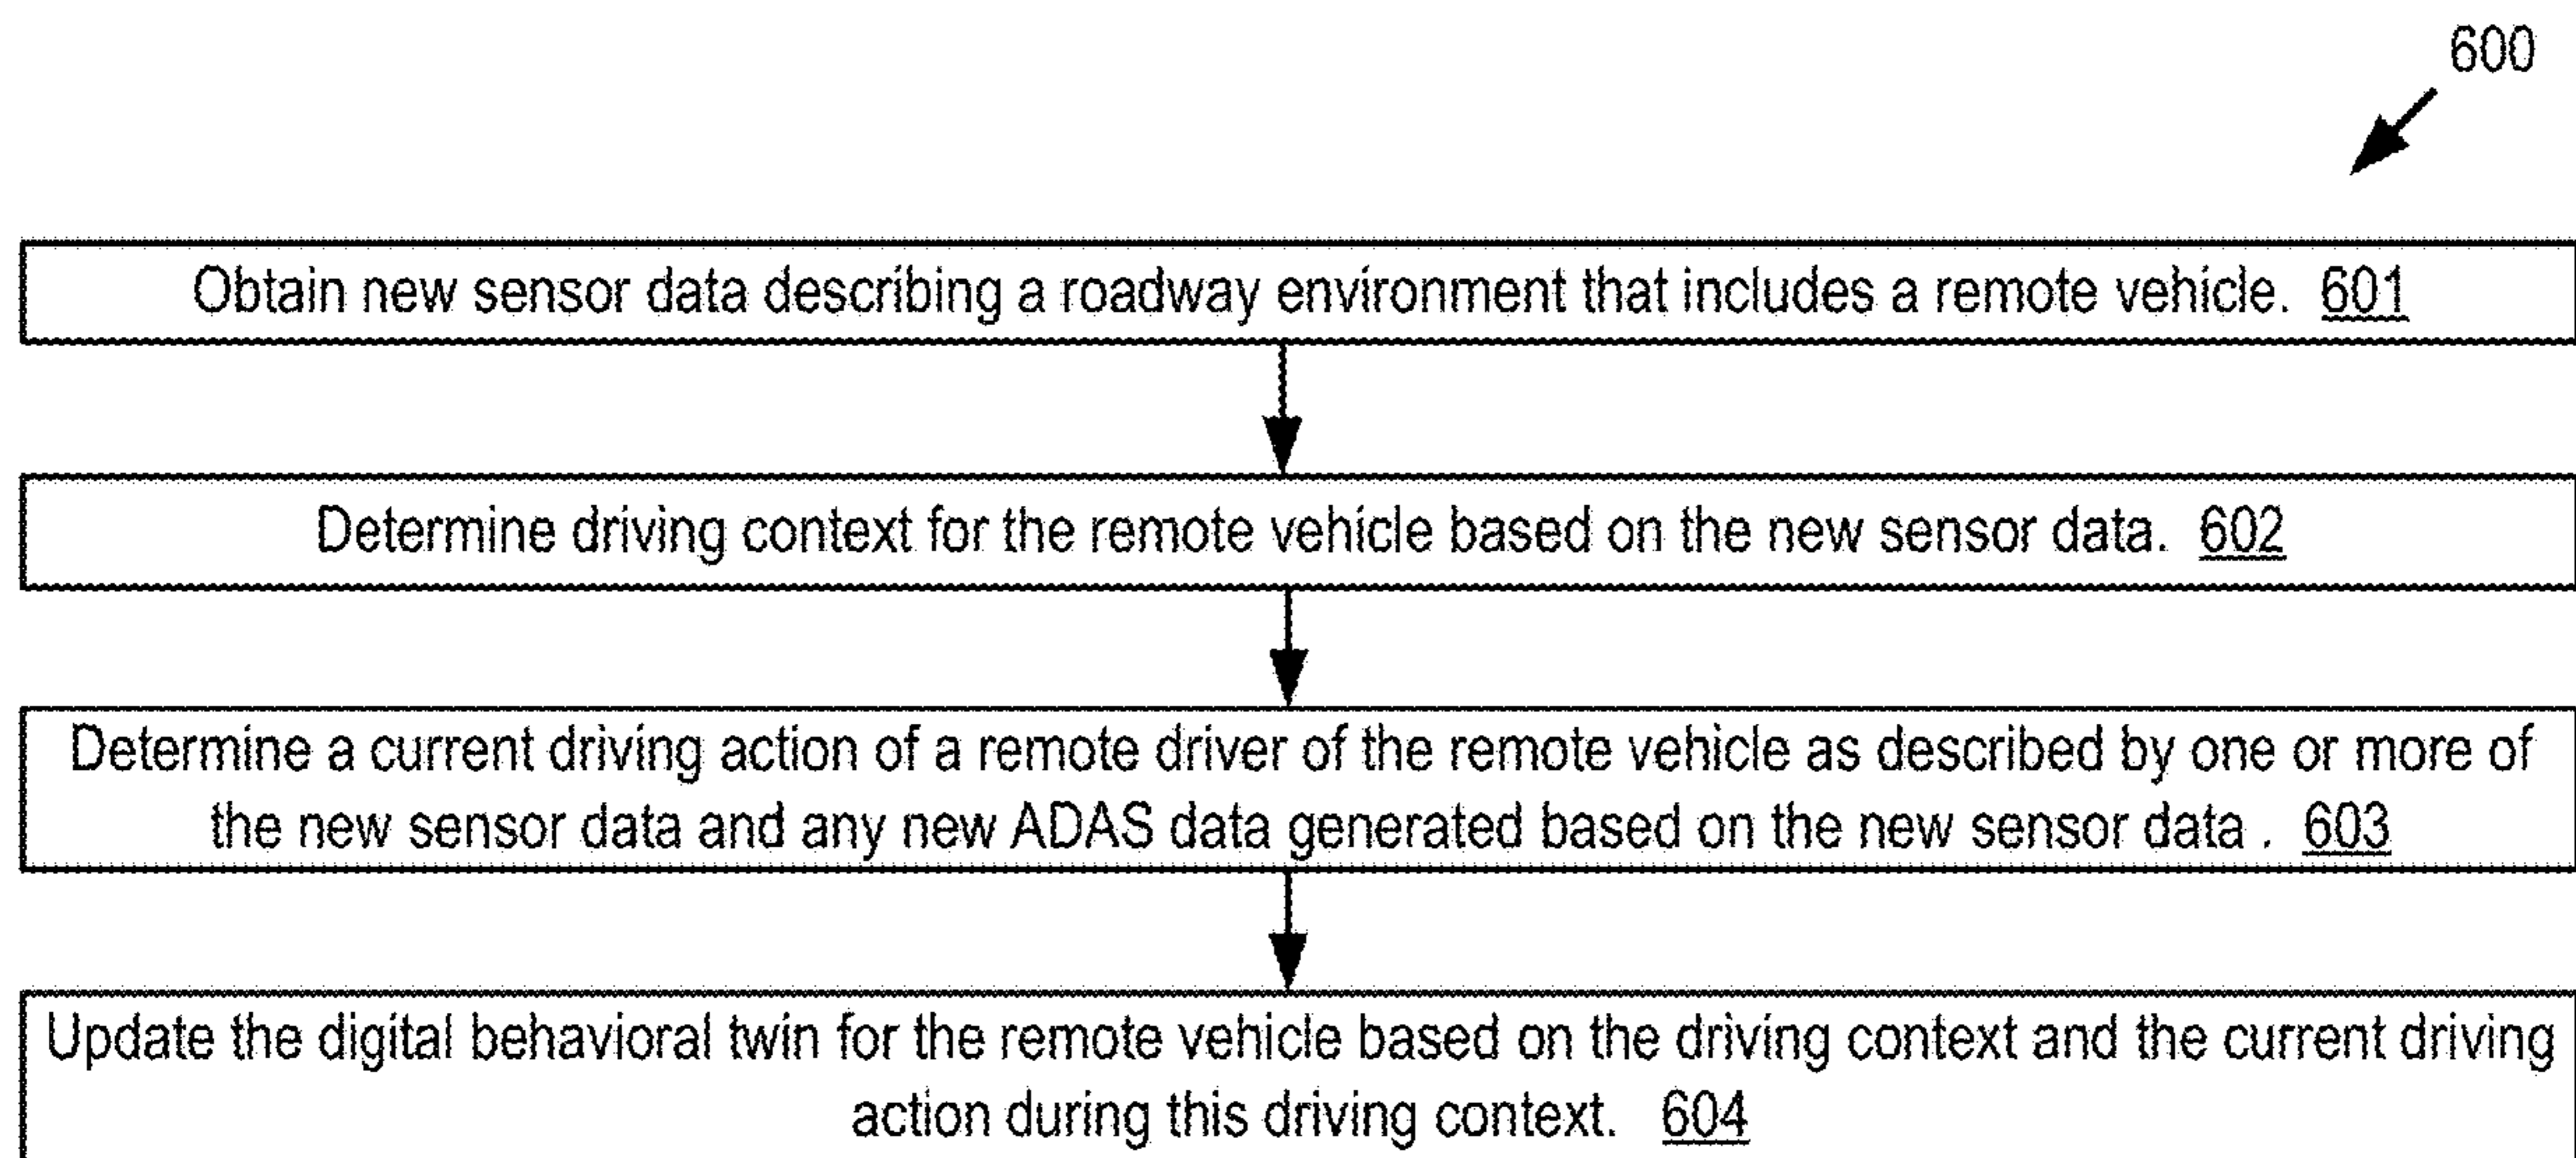 600
Obtain new sensor data describing a roadway environment that includes a remote vehicle. 601
Determine driving context for the remote vehicle based on the new sensor data. 602
Determine a current driving action of a remote driver of the remote vehicle as described by one or more of
the new sensor data and any new ADAS data generated based on the new sensor data . 603
Update the digital behavioral twin for the remote vehicle based on the driving context and the current driving
action during this driving context. 604